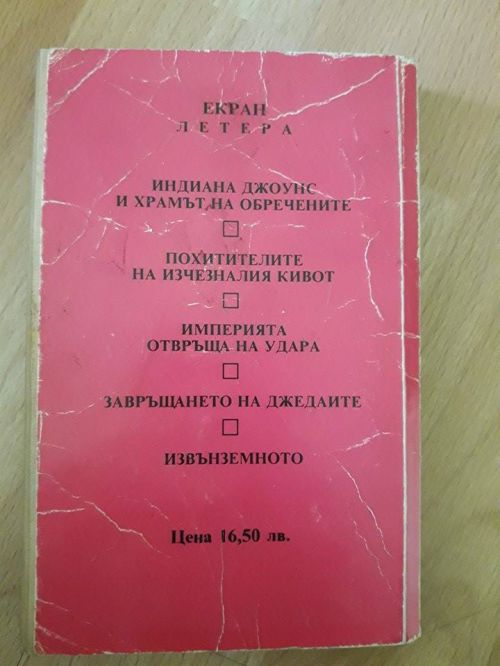 ЕКРАН
ЛЕТЕРА
ИНДИАНА ДЖОУНС
И ХРАМЪТ НА ОБРЕЧЕНИТЕ
ПОХИТИТЕЛИТЕ
НА ИЗЧЕЗНАЛИЯ КИВОТ
ИМПЕРИЯТА
ОТВРЪЩА НА УДАРА
ЗАВРЪЩАНЕТО НА ДЖЕДАИТЕ
ИЗВЪНЗЕМНОТО
Цена 16,50 лв.